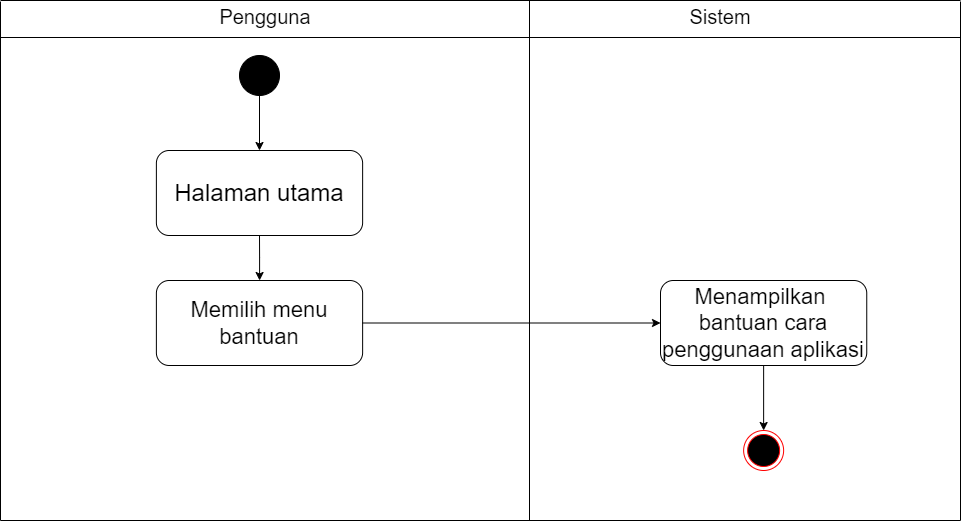 Pengguna
Sistem
Halaman utama
Memilih menu
bantuan
Menampilkan
bantuan cara
penggunaan aplikasi